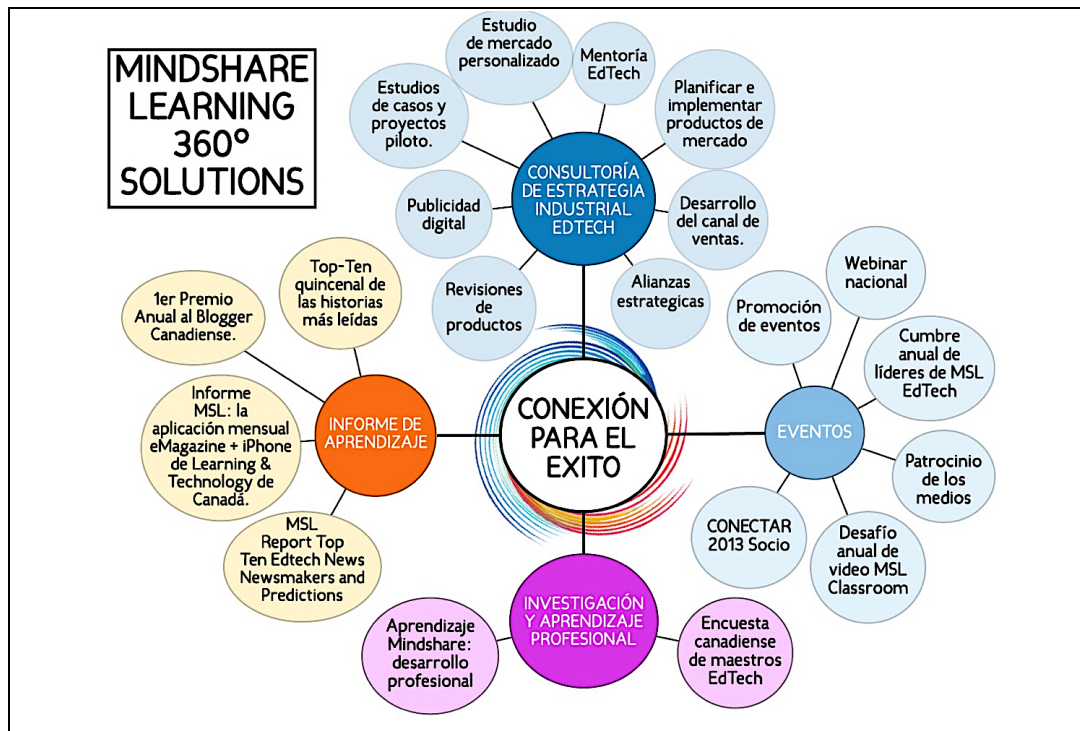 MINDSHARE
LEARNING
360º
SOLUTIONS
Estudio
de mercado
personalizado
Mentoría
EdTech
Estudios
de casos y
proyectos
piloto.
Planificar e
implementar
productos de
mercado
CONSULTORÍA
DE ESTRATEGIA
INDUSTRIAL
EDTECH
Publicidad
digital
Desarrollo
del canal de
ventas.
Revisiones
de
productos
Alianzas
estrategicas
Top-Ten
quincenal de
las historias
más leídas
1er Premio
Anual al Blogger
Canadiense.
Informe
MSL: la
aplicación mensual
eMagazine + iPhone
de Learning &
Technology de
Canadá.
MSL
Report Top
Ten Edtech News
Newsmakers and
Predictions
INFORME DE
APRENDIZAJE
CONEXIÓN
PARA EL
EXITO
Webinar
nacional
Promoción
de eventos
Cumbre
anual de
líderes de MSL
EdTech
EVENTOS
Patrocinio
de los
medios
CONECTAR
2013 Socio
Desafío
anual de
video MSL
Classroom
INVESTIGACIÓN
Y APRENDIZAJE
PROFESIONAL
Aprendizaje
Mindshare:
desarrollo
profesional
Encuesta
canadiense
de maestros
EdTech